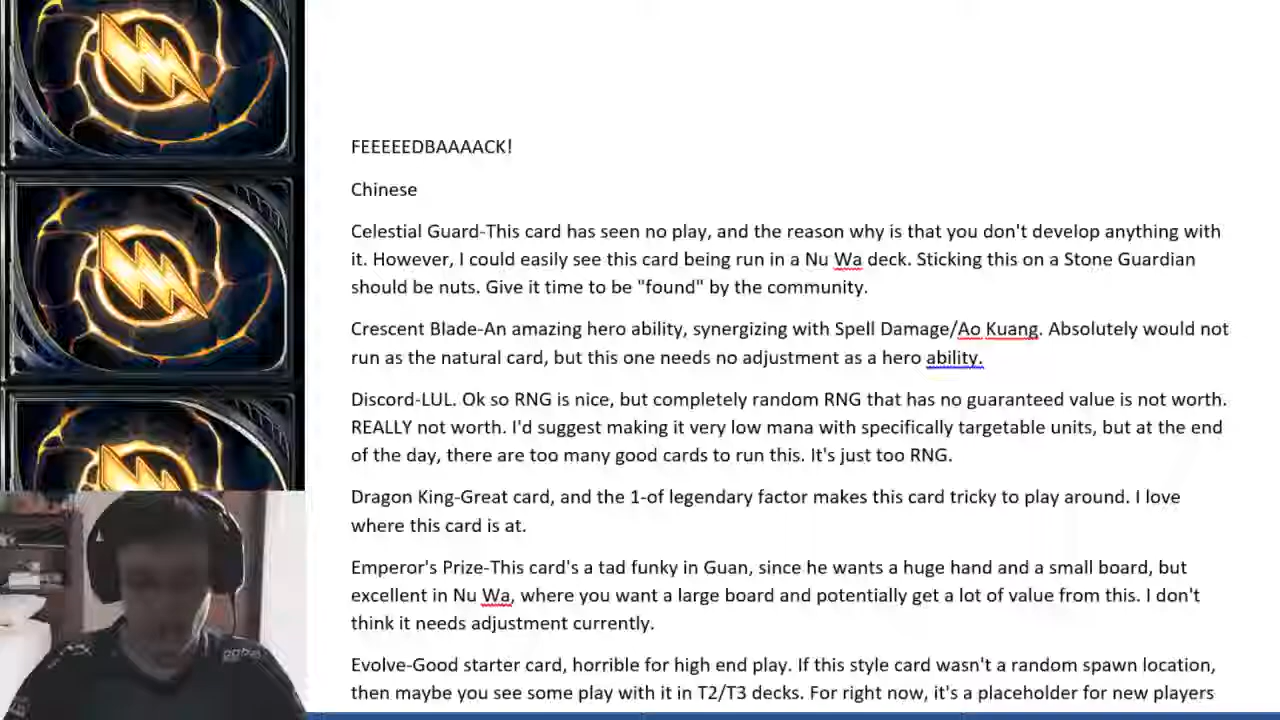 FEEEEEDBAAAACK!
Chinese
Celestial Guard-This card has seen no play, and the reason why is that you don't develop anything with
it. However, I could easily see this card being run in a Nu Wa deck. Sticking this on a Stone Guardian
should be nuts. Give it time to be "found" by the community.
Crescent Blade-An amazing hero ability, synergizing with Spell Damage/Ao Kuang. Absolutely would not
run as the natural card, but this one needs no adjustment as a hero ability.
Discord-LUL. Ok so RNG is nice, but completely random RNG that has no guaranteed value is not worth.
REALLY not worth. I'd suggest making it very low mana with specifically targetable units, but at the end
of the day, there are too many good cards to run this. It's just too RNG.
Dragon King-Great card, and the 1-of legendary factor makes this card tricky to play around. I love
where this card is at.
Emperor's Prize-This card's a tad funky in Guan, since he wants a huge hand and a small board, but
excellent in Nu Wa, where you want a large board and potentially get a lot of value from this. I don't
think it needs adjustment currently.
Evolve-Good starter card, horrible for high end play. If this style card wasn't a random spawn location,
then maybe you see some play with it in T2/T3 decks. For right now, it's a placeholder for new players